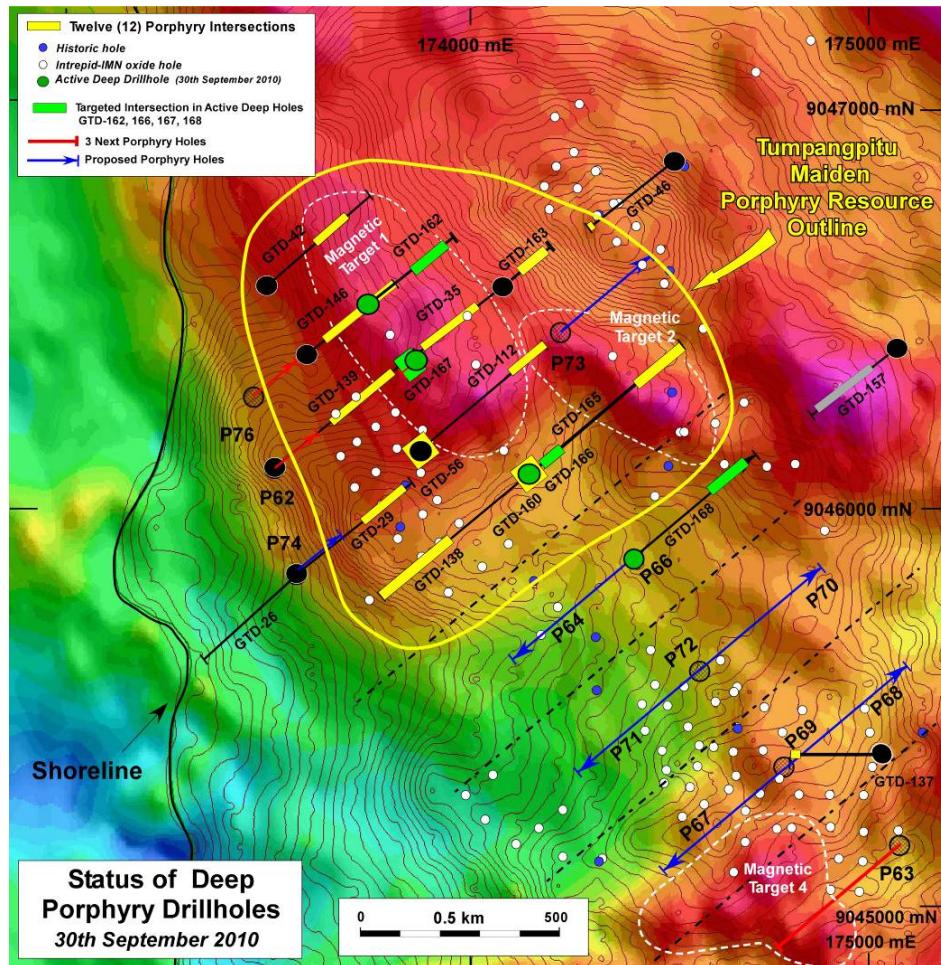 Twelve (12) Porphyry Intersections
Historic hole
Intrepid-IMN oxide hole
Active Deep Drillhole (30th September 2010)
Targeted Intersection in Active Deep Holes
GTD-162, 166, 167, 168
3 Next Porphyry Holes
Proposed Porphyry Holes
174000 mE
175000 mE
9047000 mN
Tumpangpitu
Maiden
Porphyry Resource
Outline
GTD-46
GTD-42
Magnetic
Target 1
GTD-162
GTD-163
GTD-146
GTD-35
Magnetic
Target 2
GTD-139
GTD-167
GTD-112
P73
GTD-157
P76
GTD-165
P62
GTD-56
GTD-166
GTD-160
9046000 mN
GTD-29
GTD-168
P74
GTD-138
P66
GTD-26
P64
P70
P72
P71
P68
P69
Shoreline
GTD-137
P67
Magnetic
Target 4
P63
Status of Deep
Porphyry Drillholes
30th September 2010
0 0.5 km 500
9045000 mN
175000 mE